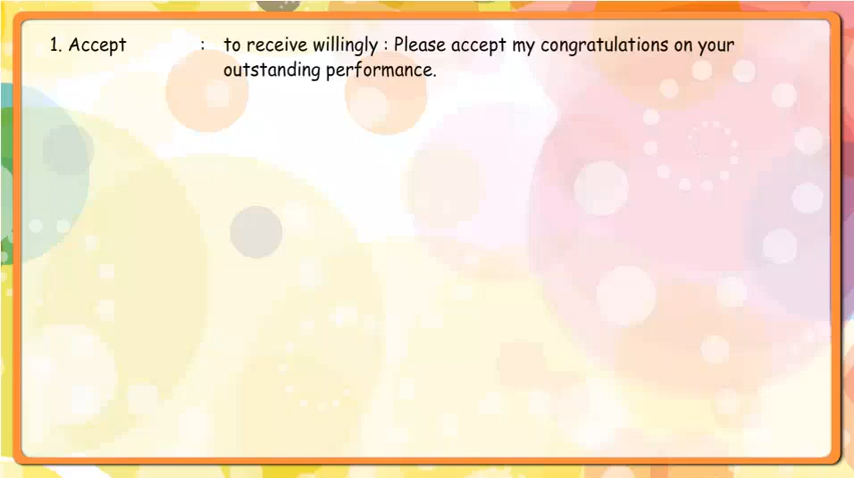 1. Accept : to receive willingly : Please accept my congratulations on your
outstanding performance.